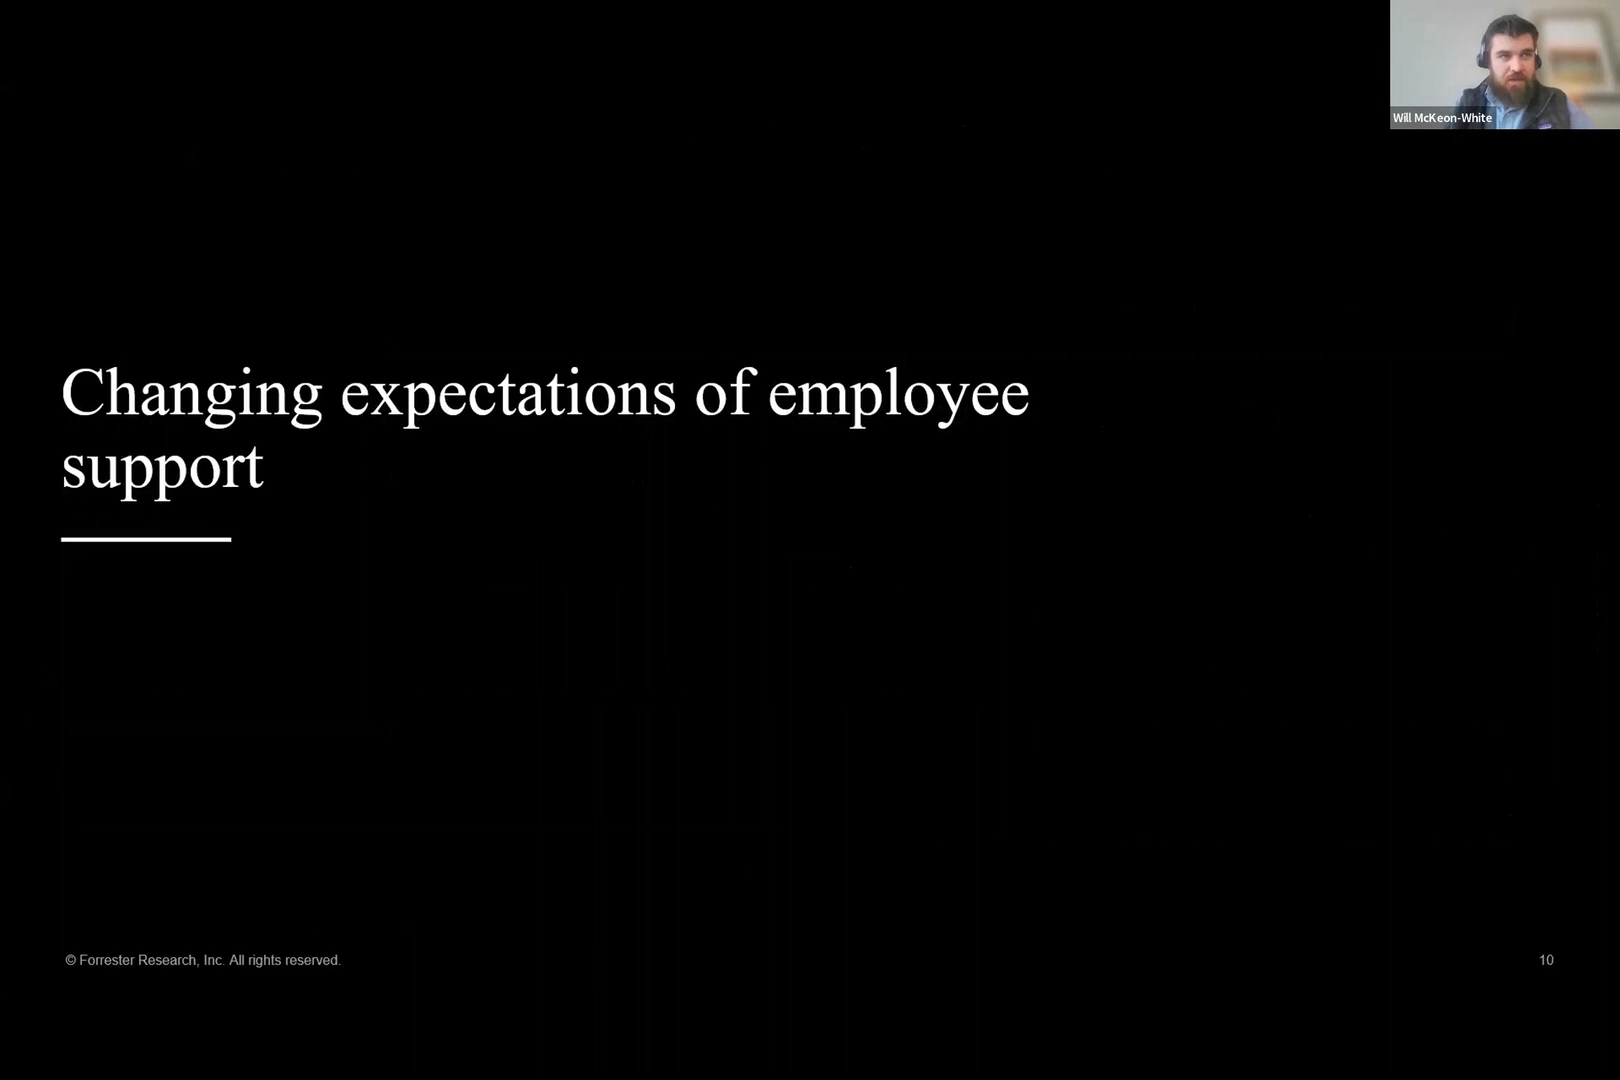 Will McKeon-White
Changing expectations of employee
support
© Forrester Research, Inc. All rights reserved.
10